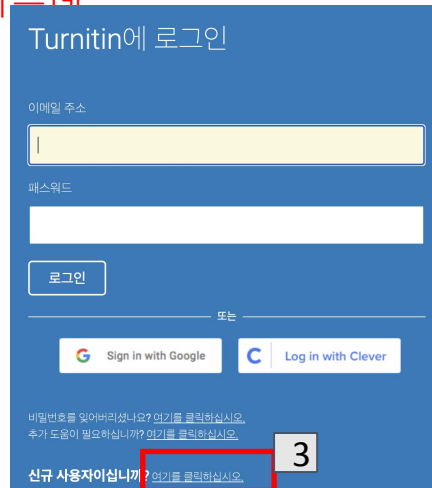 Turnitin에 로그인
이메일 주소
패스워드
로그인
또는
G Sign in with Google
C Log in with Clever
비밀번호를 잊어버리셨나요? 여기를 클릭하십시오.
추가 도움이 필요하십니까? 여기를 클릭하십시오.
3
신규 사용자이십니까? 여기를 클릭하십시오.